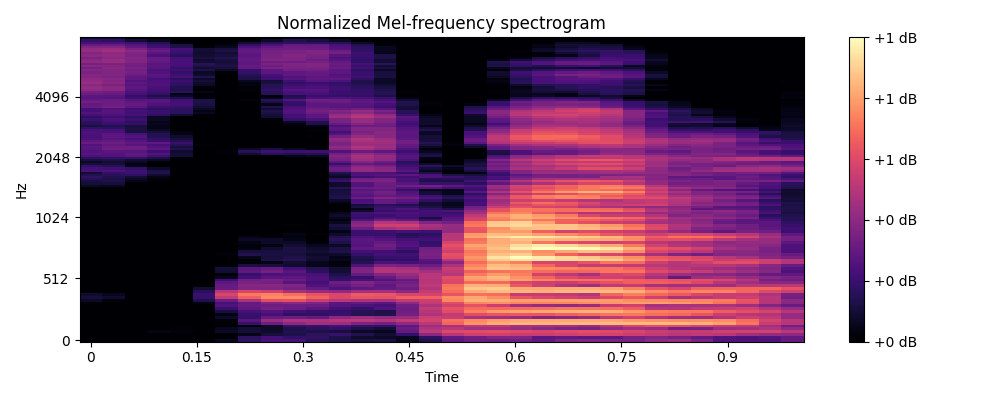 Normalized Mel-frequency spectrogram
Hz
4096
2048
1024
512
0
0 0.15 0.3 0.45 0.6 0.75 0.9
Time
+1 dB
+1 dB
+1 dB
+0 dB
+0 dB
+0 dB